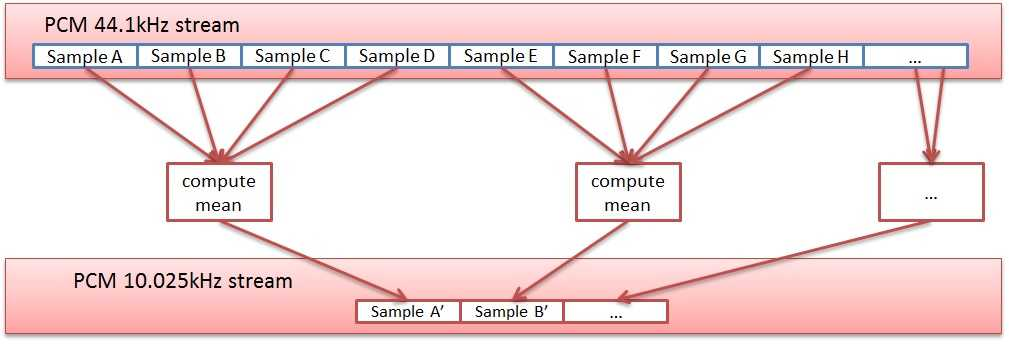 PCM 44.1kHz stream
Sample A Sample B Sample C Sample D Sample E Sample F Sample G Sample H ...
compute
mean
compute
mean
...
PCM 10.025kHz stream
Sample A’ Sample B’ ...